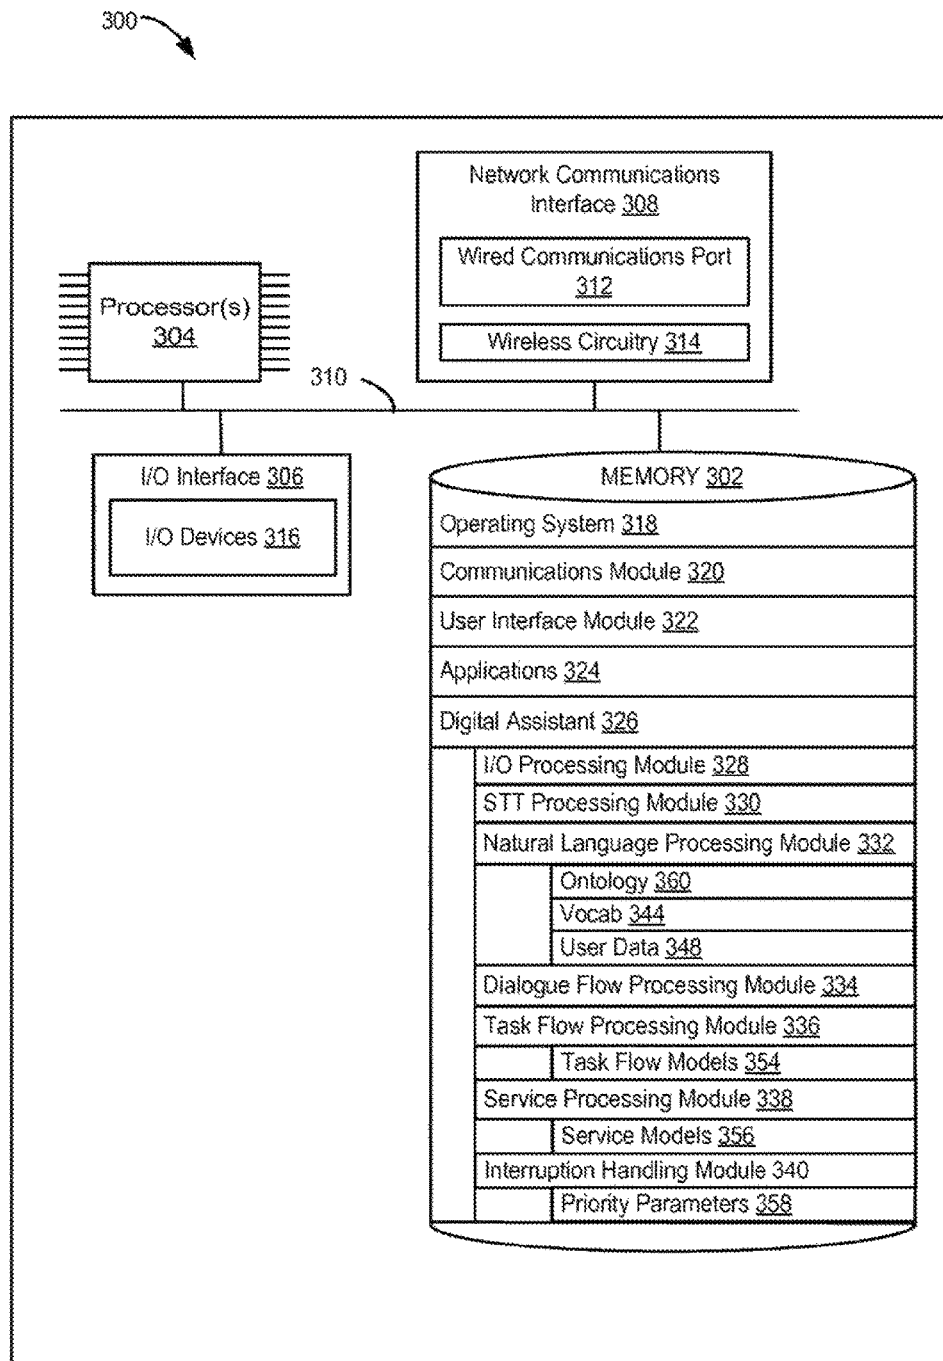 300
Network Communications
Interface 308
Wired Communications Port
312
Wireless Circuitry 314
Processor(s)
304
310
I/O Interface 306
I/O Devices 316
MEMORY 302
Operating System 318
Communications Module 320
User Interface Module 322
Applications 324
Digital Assistant 326
I/O Processing Module 328
STT Processing Module 330
Natural Language Processing Module 332
Ontology 360
Vocab 344
User Data 348
Dialogue Flow Processing Module 334
Task Flow Processing Module 336
Task Flow Models 354
Service Processing Module 338
Service Models 356
Interruption Handling Module 340
Priority Parameters 358